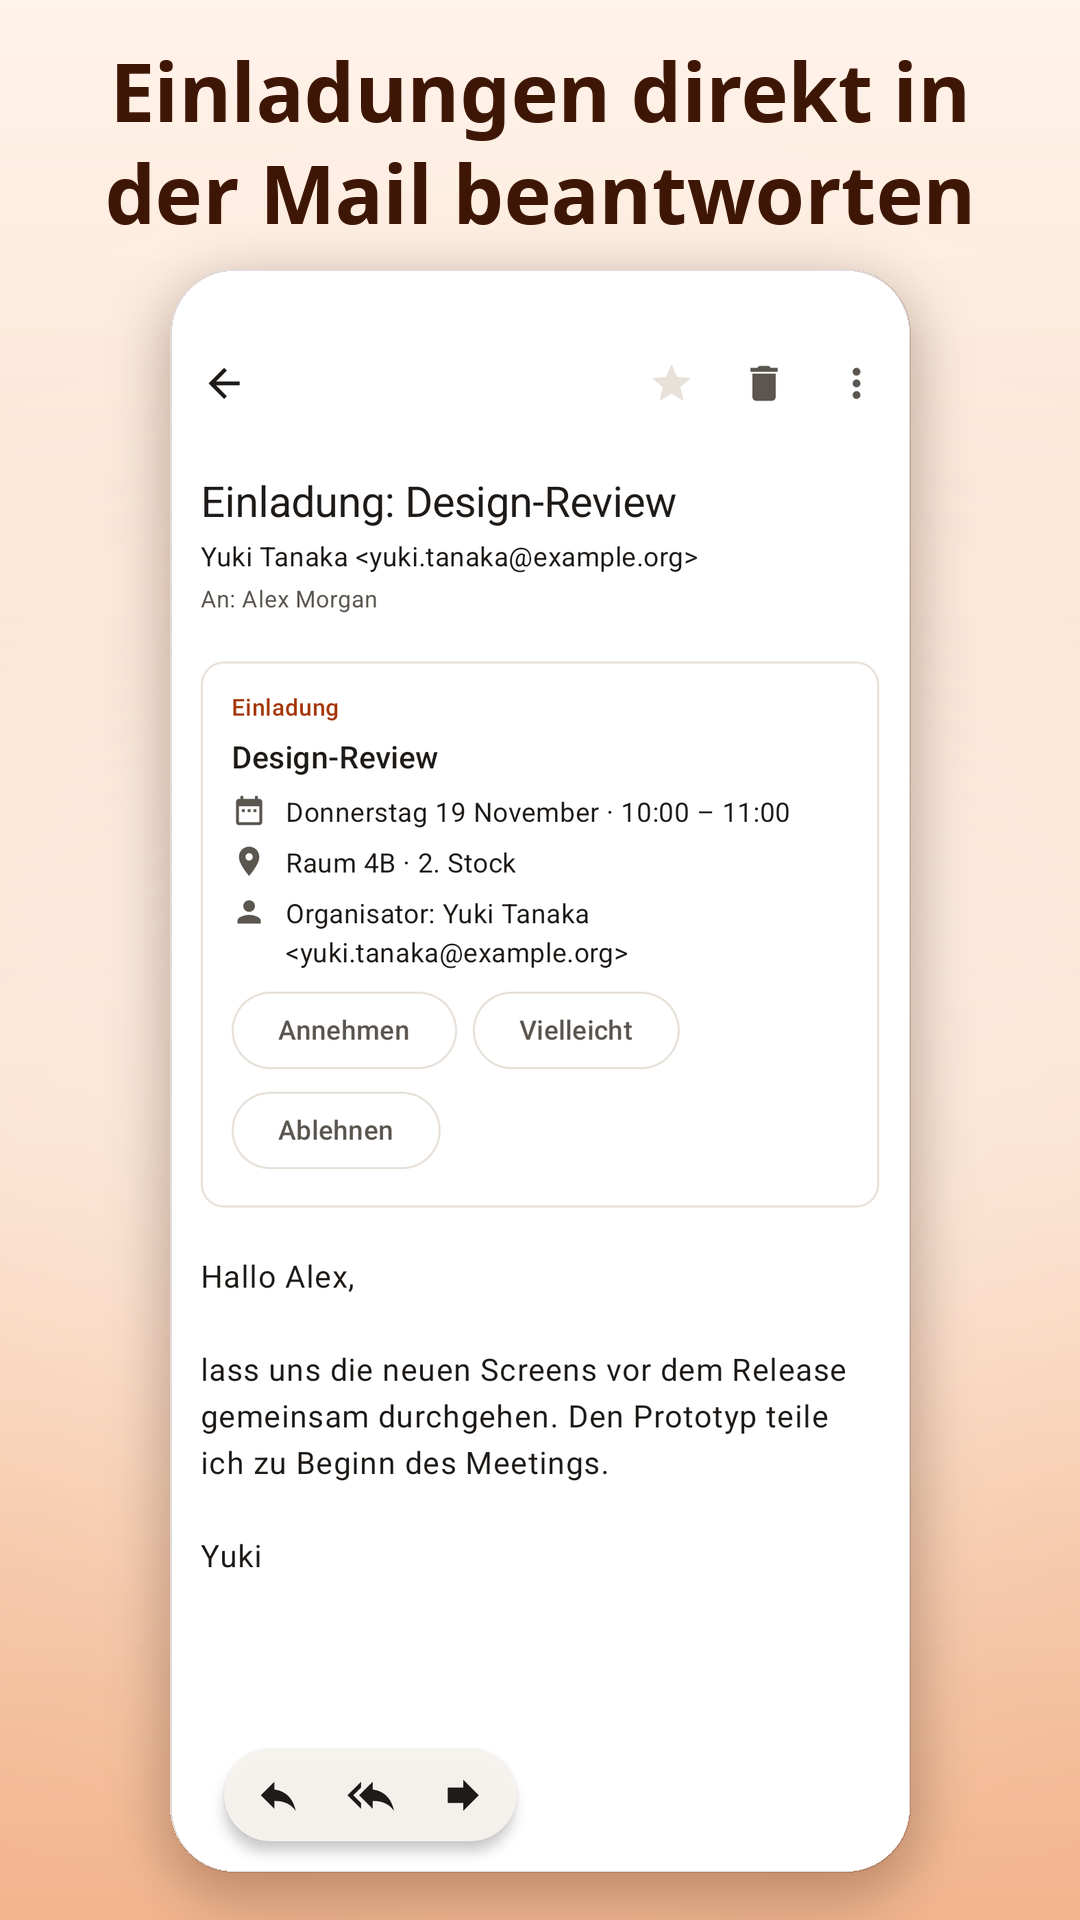 Einladungen direkt in
der Mail beantworten
Einladung: Design-Review
Yuki Tanaka <yuki.tanaka@example.org>
An: Alex Morgan
Einladung
Design-Review
Donnerstag 19 November · 10:00 – 11:00
Raum 4B · 2. Stock
Organisator: Yuki Tanaka
<yuki.tanaka@example.org>
Annehmen
Vielleicht
Ablehnen
Hallo Alex,
lass uns die neuen Screens vor dem Release
gemeinsam durchgehen. Den Prototyp teile
ich zu Beginn des Meetings.
Yuki